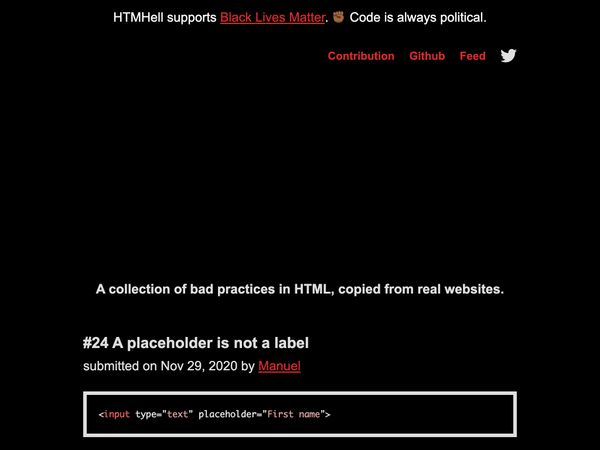 HTMHell supports Black Lives Matter. ✊🏾 Code is always political.
Contribution Github Feed
A collection of bad practices in HTML, copied from real websites.
#24 A placeholder is not a label
submitted on Nov 29, 2020 by Manuel
<input type="text" placeholder="First name">